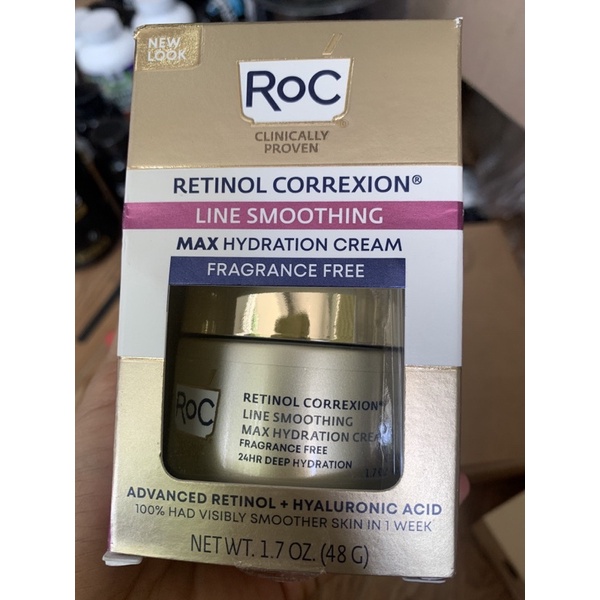 NEW
LOOK
RoC
®
CLINICALLY
PROVEN
RETINOL CORREXION®
LINE SMOOTHING
MAX HYDRATION CREAM
FRAGRANCE FREE
RoC
RETINOL CORREXION®
LINE SMOOTHING
MAX HYDRATION CREAM
FRAGRANCE FREE
24HR DEEP HYDRATION
ADVANCED RETINOL + HYALURONIC ACID
100% HAD VISIBLY SMOOTHER SKIN IN 1 WEEK
NET WT. 1.7 OZ. (48 G)